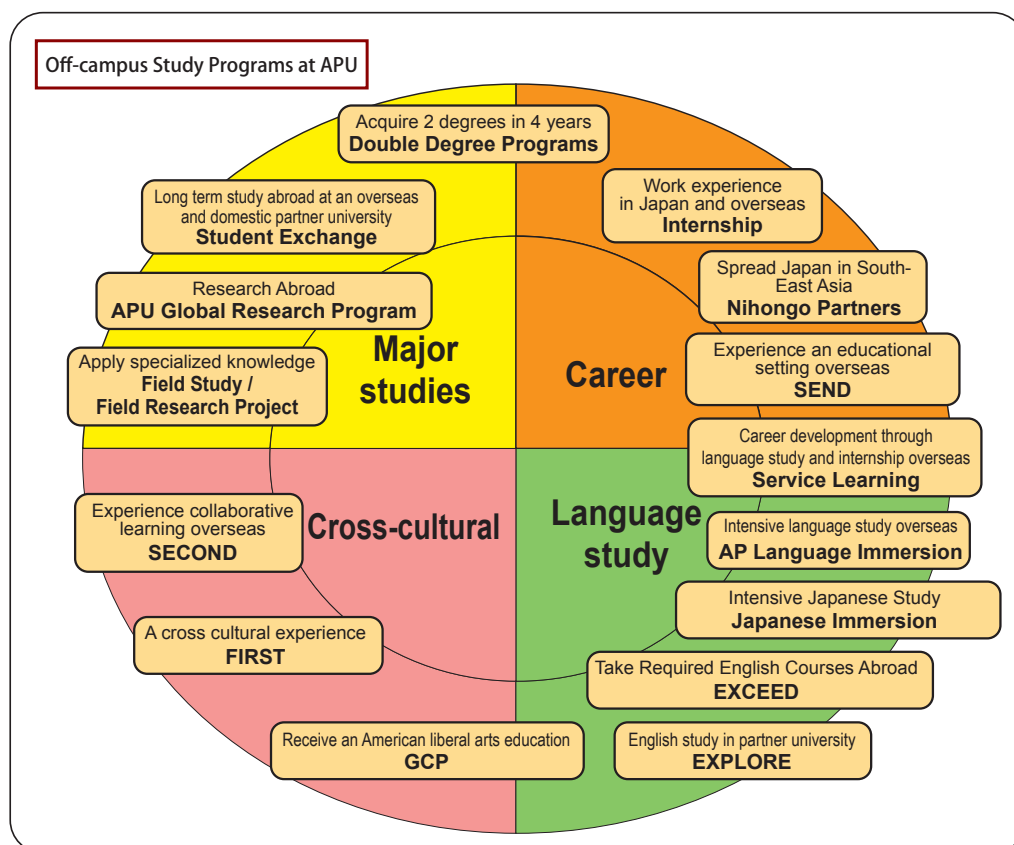 Off-campus Study Programs at APU
Acquire 2 degrees in 4 years
Double Degree Programs
Long term study abroad at an overseas
and domestic partner university
Student Exchange
Research Abroad
APU Global Research Program
Apply specialized knowledge
Field Study /
Field Research Project
Major
studies
Work experience
in Japan and overseas
Internship
Spread Japan in South-
East Asia
Nihongo Partners
Experience an educational
setting overseas
SEND
Career
Career development through
language study and internship overseas
Service Learning
Experience collaborative
learning overseas
SECOND
Cross-cultural
A cross cultural experience
FIRST
Receive an American liberal arts education
GCP
Language
study
Intensive language study overseas
AP Language Immersion
Intensive Japanese Study
Japanese Immersion
Take Required English Courses Abroad
EXCEED
English study in partner university
EXPLORE